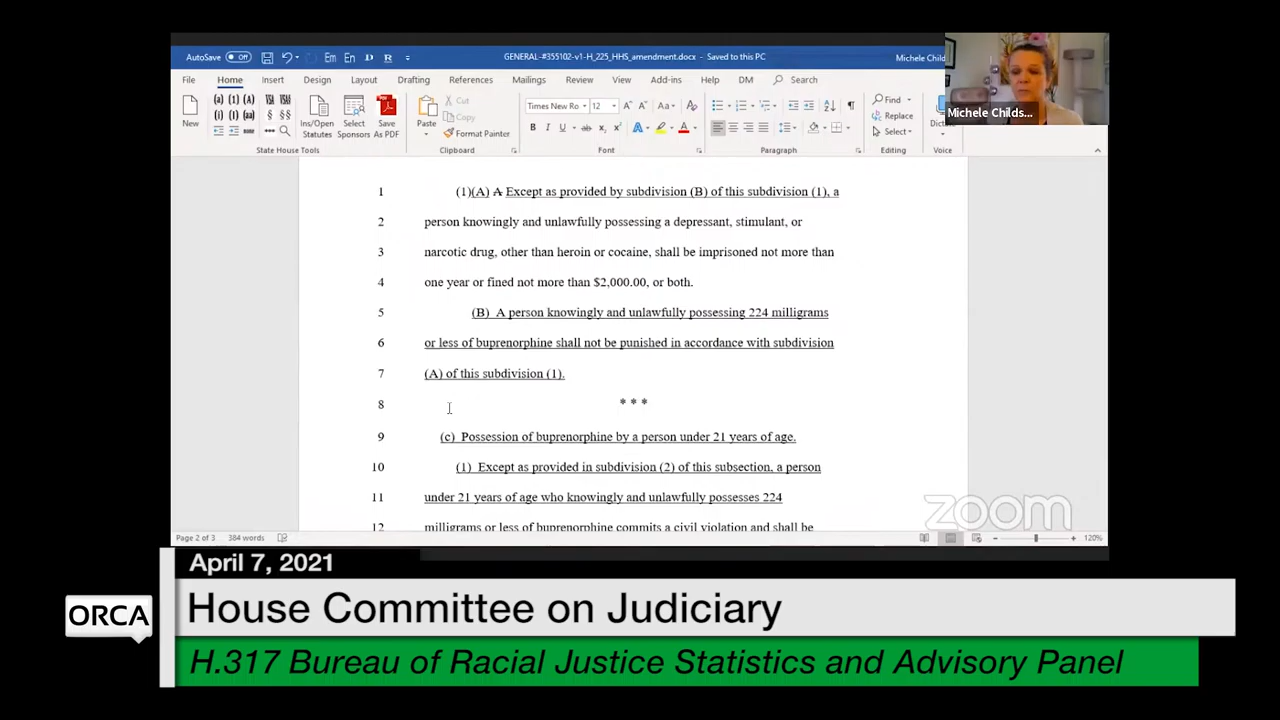 AutoSave Off
GENERAL-#355102-v1-H_225_HHS_amendment.docx - Saved to this PC
Michele Child
File Home Insert Design Layout Drafting References Mailings Review View Add-ins Help DM Search
New
Ins/Open Statutes
Select Sponsors
Save As PDF
State House Tools
Paste
Cut
Copy
Format Painter
Clipboard
Times New Ro 12
Font
Paragraph
Find
Replace
Select
Editing
Voice
Michele Childs...
1 (1)(A) A Except as provided by subdivision (B) of this subdivision (1), a
2 person knowingly and unlawfully possessing a depressant, stimulant, or
3 narcotic drug, other than heroin or cocaine, shall be imprisoned not more than
4 one year or fined not more than $2,000.00, or both.
5 (B) A person knowingly and unlawfully possessing 224 milligrams
6 or less of buprenorphine shall not be punished in accordance with subdivision
7 (A) of this subdivision (1).
8 * * *
9 (c) Possession of buprenorphine by a person under 21 years of age.
10 (1) Except as provided in subdivision (2) of this subsection, a person
11 under 21 years of age who knowingly and unlawfully possesses 224
12 milligrams or less of buprenorphine commits a civil violation and shall be
zoom
Page 2 of 3 384 words
120%
April 7, 2021
ORCA
House Committee on Judiciary
H.317 Bureau of Racial Justice Statistics and Advisory Panel